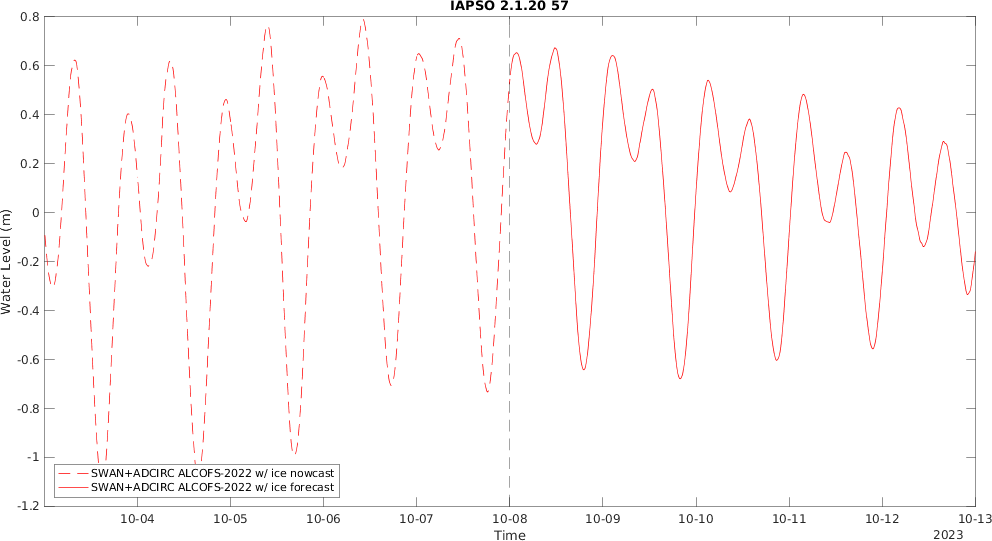 IAPSO 2.1.20 57
0.8
0.6
0.4
0.2
0
-0.2
-0.4
-0.6
-0.8
-1
-1.2
Water Level (m)
SWAN+ADCIRC ALCOFS-2022 w/ ice nowcast
SWAN+ADCIRC ALCOFS-2022 w/ ice forecast
10-04 10-05 10-06 10-07 10-08 10-09 10-10 10-11 10-12 10-13
Time
2023